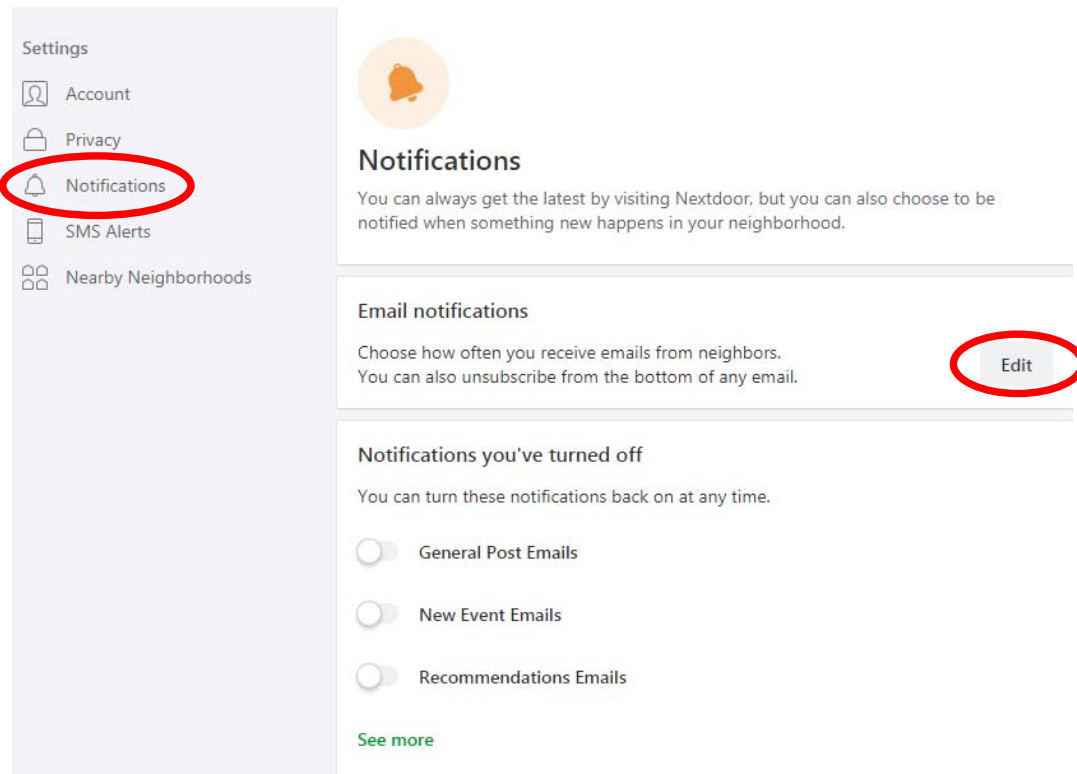 Settings
Account
Privacy
Notifications
SMS Alerts
Nearby Neighborhoods
Notifications
You can always get the latest by visiting Nextdoor, but you can also choose to be
notified when something new happens in your neighborhood.
Email notifications
Choose how often you receive emails from neighbors.
You can also unsubscribe from the bottom of any email.
Edit
Notifications you've turned off
You can turn these notifications back on at any time.
General Post Emails
New Event Emails
Recommendations Emails
See more